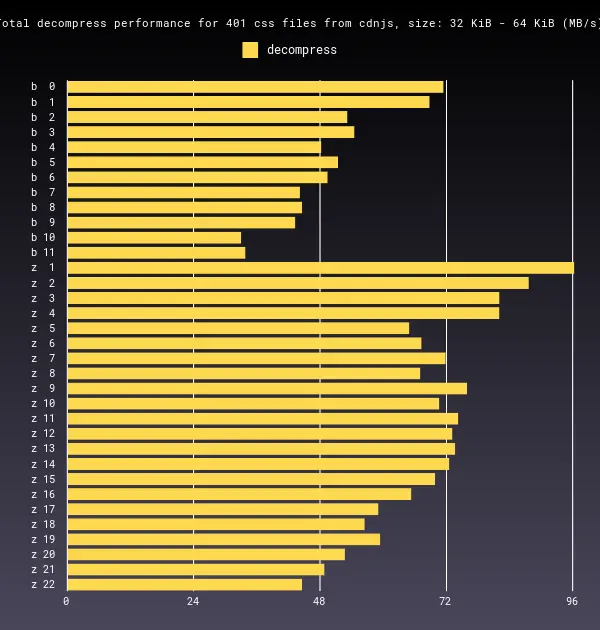 Total decompress performance for 401 css files from cdnjs, size: 32 KiB - 64 KiB (MB/s)
decompress
b 0
b 1
b 2
b 3
b 4
b 5
b 6
b 7
b 8
b 9
b 10
b 11
z 1
z 2
z 3
z 4
z 5
z 6
z 7
z 8
z 9
z 10
z 11
z 12
z 13
z 14
z 15
z 16
z 17
z 18
z 19
z 20
z 21
z 22
0 24 48 72 96